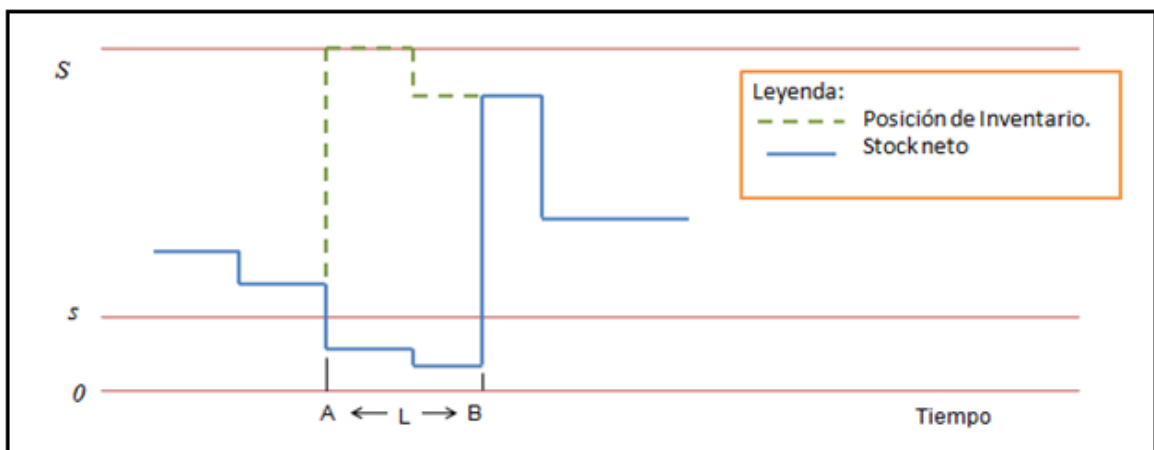 S
Leyenda:
Posición de Inventario.
Stock neto
s
0
A L B
Tiempo